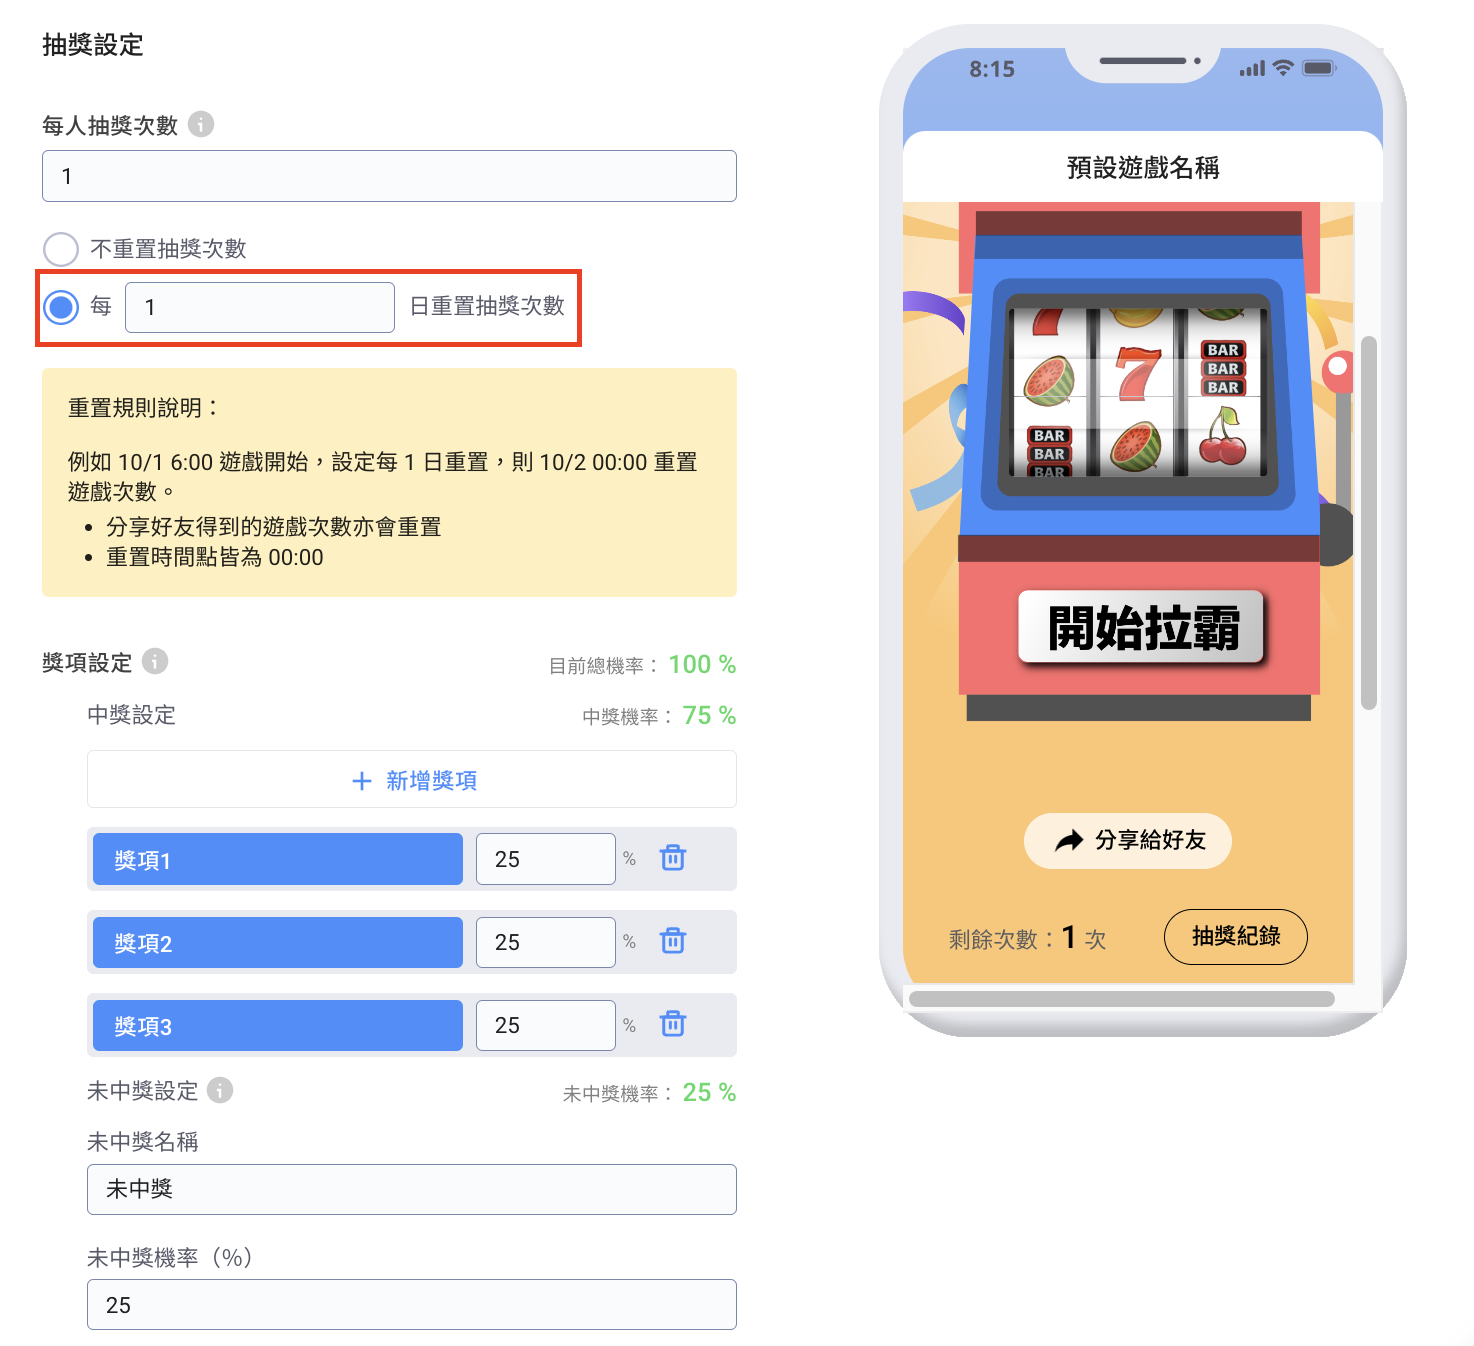 抽獎設定
每人抽獎次數
1
不重置抽獎次數
每 1 日重置抽獎次數
重置規則說明：
例如 10/1 6:00 遊戲開始，設定每 1 日重置，則 10/2 00:00 重置
遊戲次數。
• 分享好友得到的遊戲次數亦會重置
• 重置時間點皆為 00:00
獎項設定 目前總機率： 100 %
中獎設定 中獎機率： 75 %
+ 新增獎項
獎項1 25 %
獎項2 25 %
獎項3 25 %
未中獎設定 未中獎機率： 25 %
未中獎名稱
未中獎
未中獎機率（%）
25
8:15
預設遊戲名稱
7
7
BAR
BAR
BAR
BAR
BAR
BAR
開始拉霸
分享給好友
剩餘次數：1 次
抽獎紀錄